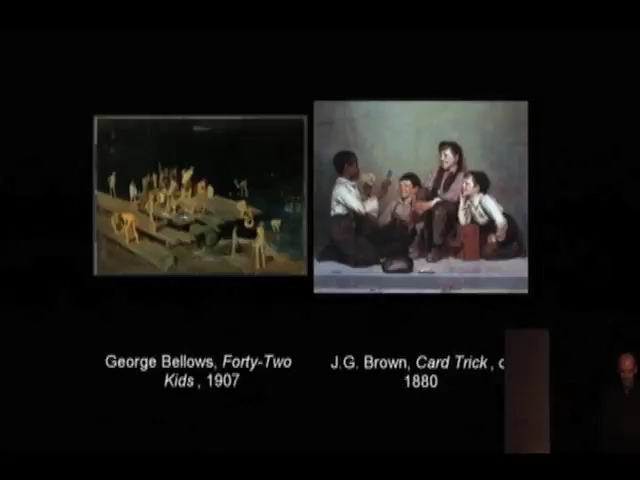 George Bellows, Forty-Two
Kids, 1907
J.G. Brown, Card Trick, c
1880